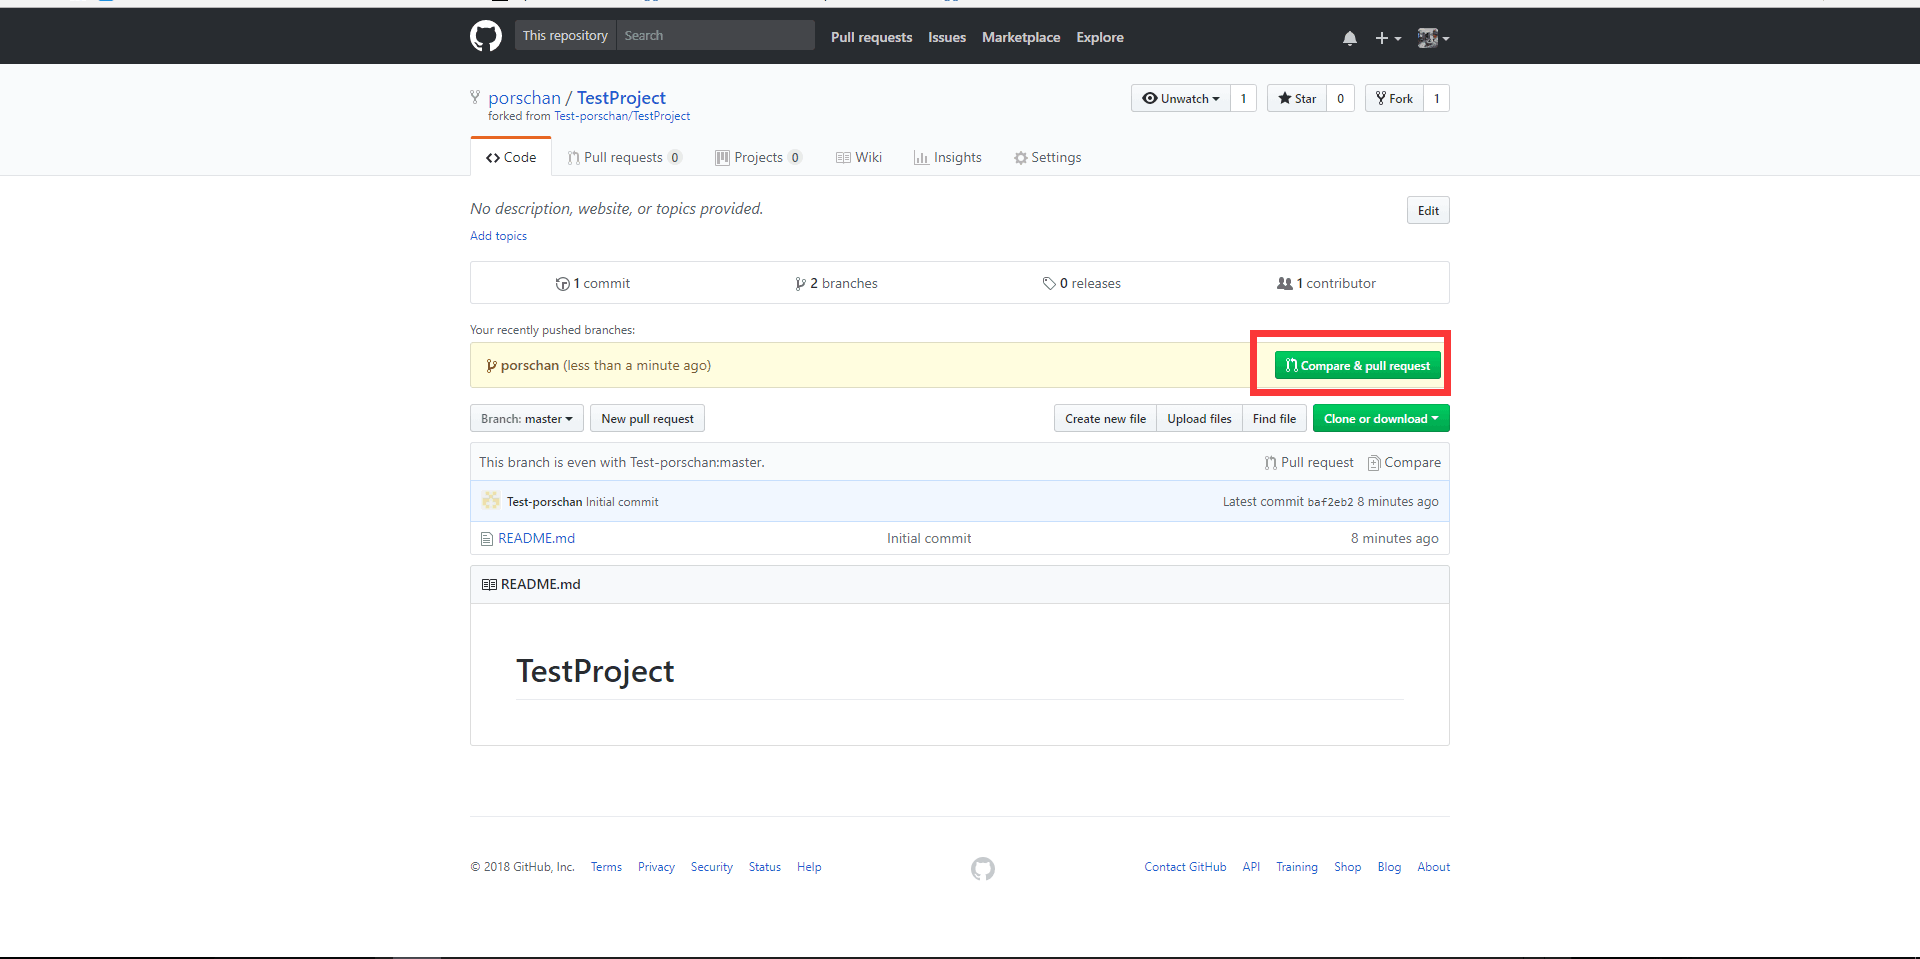 This repository Search Pull requests Issues Marketplace Explore
porschan / TestProject
forked from Test-porschan/TestProject
Unwatch 1 Star 0 Fork 1
Code Pull requests 0 Projects 0 Wiki Insights Settings
No description, website, or topics provided. Edit
Add topics
1 commit 2 branches 0 releases 1 contributor
Your recently pushed branches:
porschan (less than a minute ago) Compare & pull request
Branch: master New pull request Create new file Upload files Find file Clone or download
This branch is even with Test-porschan:master. Pull request Compare
Test-porschan Initial commit Latest commit baf2eb2 8 minutes ago
README.md Initial commit 8 minutes ago
README.md
TestProject
© 2018 GitHub, Inc. Terms Privacy Security Status Help Contact GitHub API Training Shop Blog About